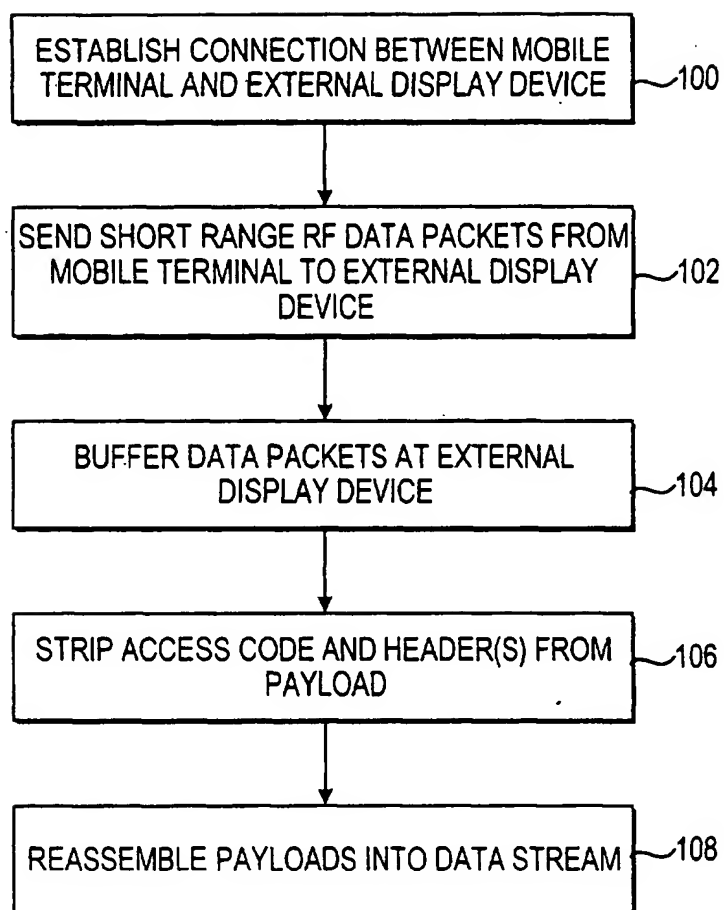 ESTABLISH CONNECTION BETWEEN MOBILE
TERMINAL AND EXTERNAL DISPLAY DEVICE
100
SEND SHORT RANGE RF DATA PACKETS FROM
MOBILE TERMINAL TO EXTERNAL DISPLAY
DEVICE
102
BUFFER DATA PACKETS AT EXTERNAL
DISPLAY DEVICE
104
STRIP ACCESS CODE AND HEADER(S) FROM
PAYLOAD
106
REASSEMBLE PAYLOADS INTO DATA STREAM
108